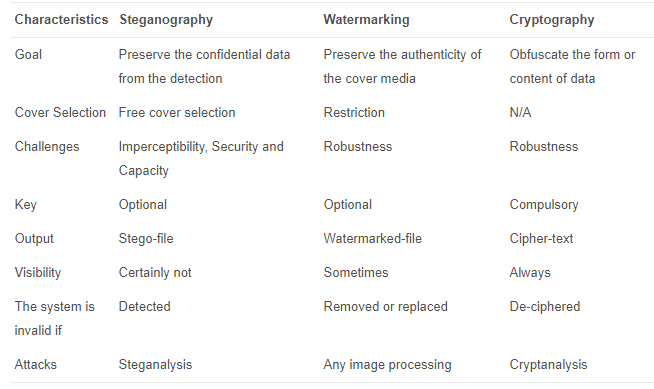 Characteristics Steganography Watermarking Cryptography
Goal Preserve the confidential data Preserve the authenticity of Obfuscate the form or
from the detection the cover media content of data
Cover Selection Free cover selection Restriction N/A
Challenges Imperceptibility, Security and Robustness Robustness
Capacity
Key Optional Optional Compulsory
Output Stego-file Watermarked-file Cipher-text
Visibility Certainly not Sometimes Always
The system is Detected Removed or replaced De-ciphered
invalid if
Attacks Steganalysis Any image processing Cryptanalysis